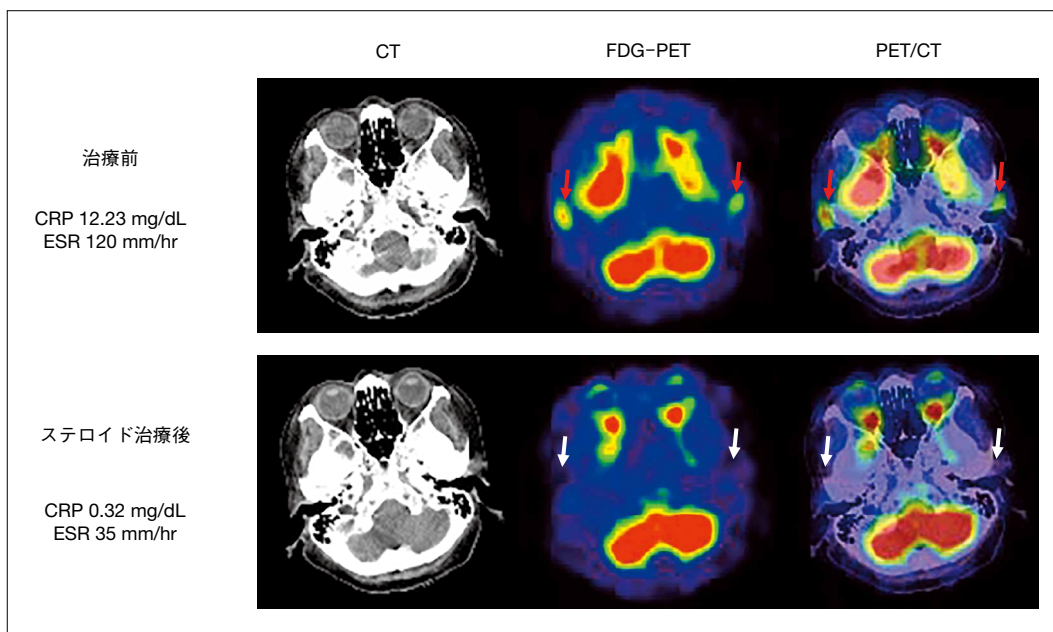 CT
FDG-PET
PET/CT
治療前
CRP 12.23 mg/dL
ESR 120 mm/hr
ステロイド治療後
CRP 0.32 mg/dL
ESR 35 mm/hr